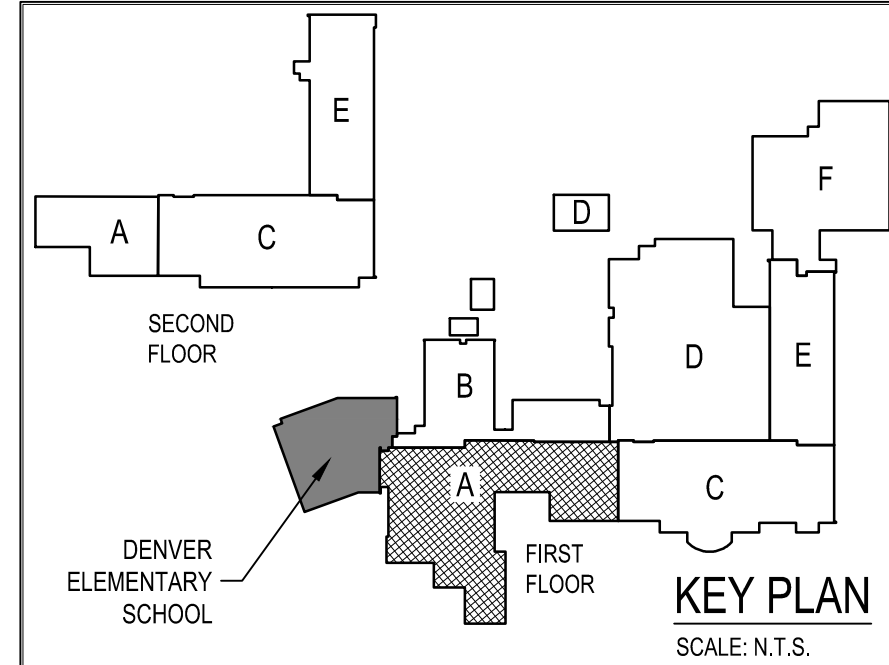 E
A
C
SECOND
FLOOR
F
D
D
E
B
A
C
DENVER
ELEMENTARY
SCHOOL
FIRST
FLOOR
KEY PLAN
SCALE: N.T.S.